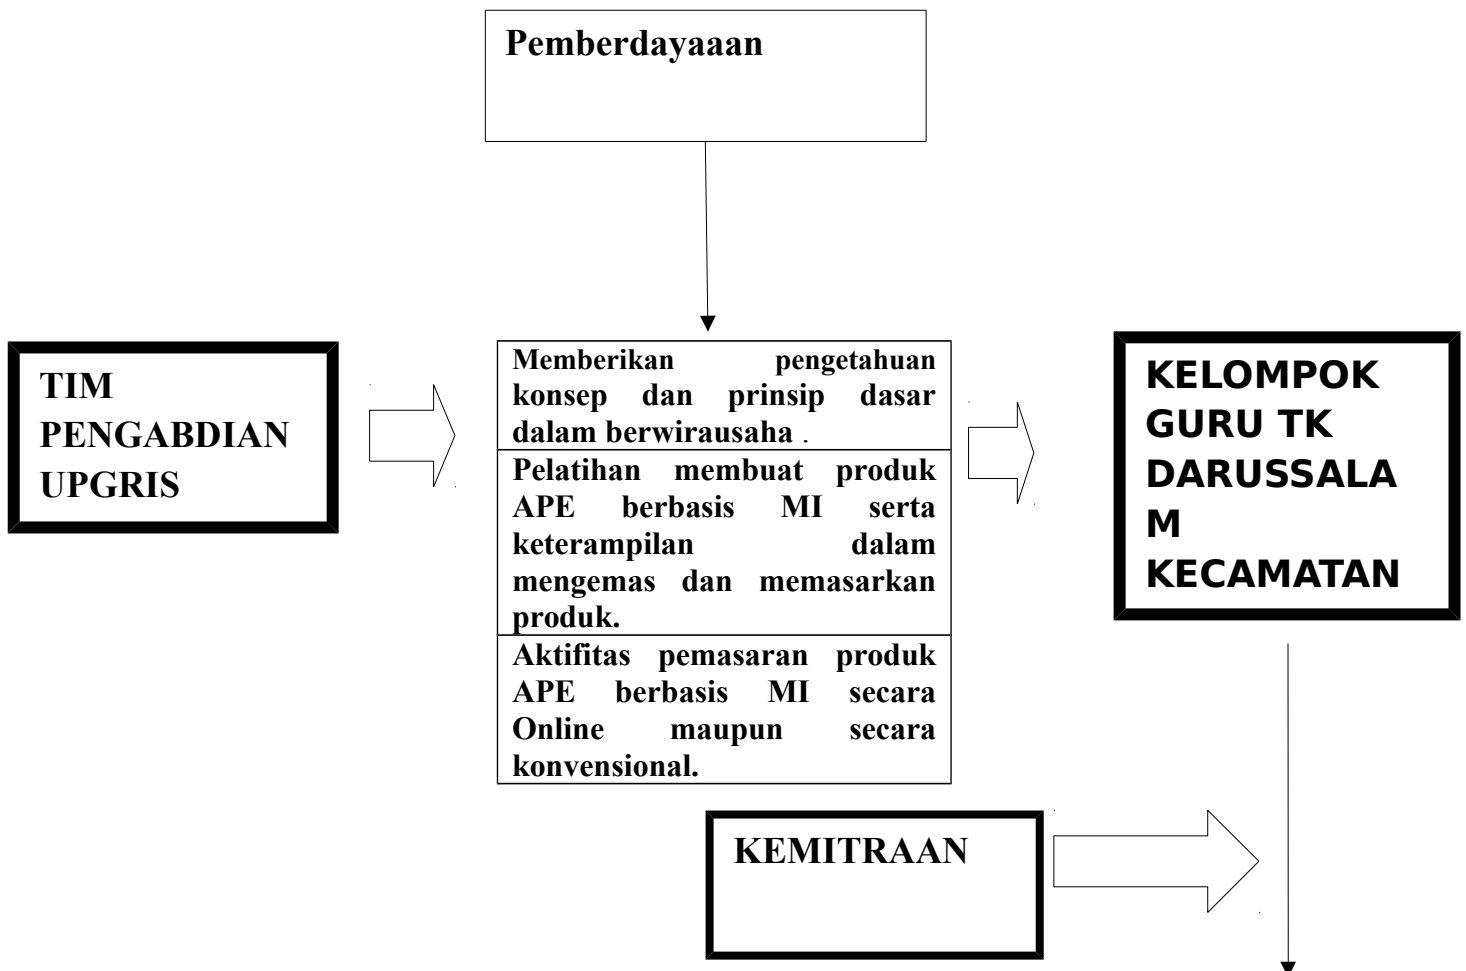 Pemberdayaaan
TIM
PENGABDIAN
UPGRIS
Memberikan pengetahuan
konsep dan prinsip dasar
dalam berwirausaha .
Pelatihan membuat produk
APE berbasis MI serta
keterampilan dalam
mengemas dan memasarkan
produk.
Aktifitas pemasaran produk
APE berbasis MI secara
Online maupun secara
konvensional.
KELOMPOK
GURU TK
DARUSSALA
M
KECAMATAN
KEMITRAAN